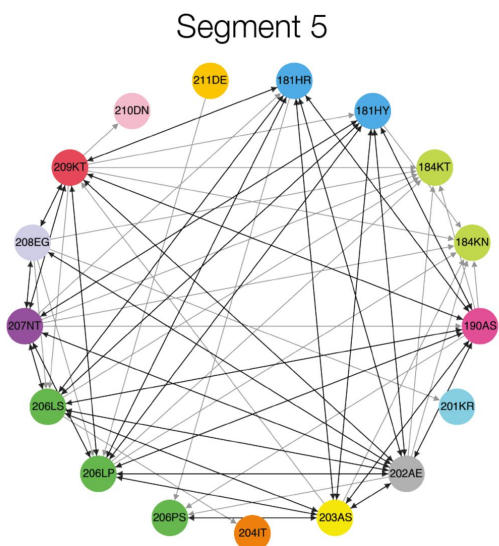 Segment 5
211DE
181HR
210DN
181HY
209KT
184KT
208EG
184KN
207NT
190AS
206LS
201KR
206LP
202AE
206PS
203AS
204IT